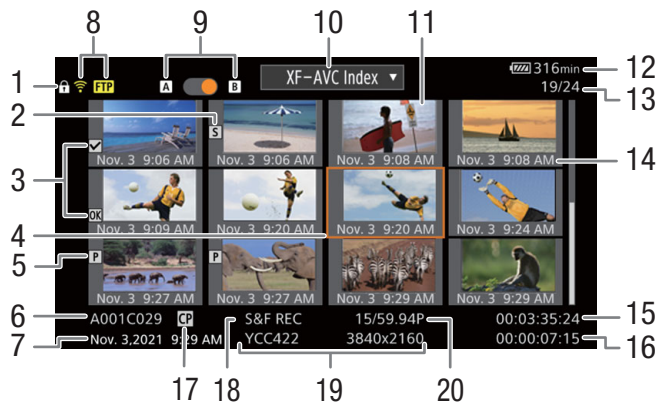 8 9 10 11
1 FTP A B XF-AVC Index ▼ 316min 12
19/24 13
2 S
Nov. 3 9:06 AM Nov. 3 9:06 AM Nov. 3 9:08 AM Nov. 3 9:08 AM 14
3
OK
Nov. 3 9:09 AM Nov. 3 9:20 AM Nov. 3 9:20 AM Nov. 3 9:24 AM
4
5 P P
Nov. 3 9:27 AM Nov. 3 9:27 AM Nov. 3 9:29 AM Nov. 3 9:29 AM
6 A001C029 CP S&F REC 15/59.94P 00:03:35:24 15
7 Nov. 3,2021 9:29 AM YCC422 3840x2160 00:00:07:15 16
17 18 19 20